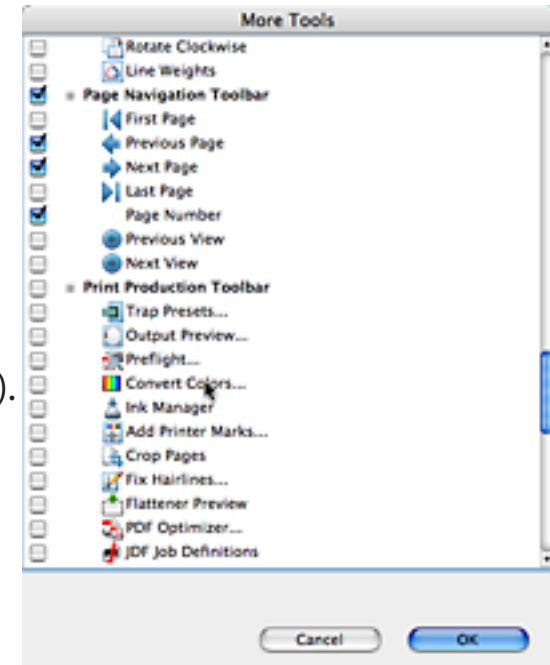 More Tools
Rotate Clockwise
Line Weights
Page Navigation Toolbar
First Page
Previous Page
Next Page
Last Page
Page Number
Previous View
Next View
Print Production Toolbar
Trap Presets...
Output Preview...
Preflight...
).
Convert Colors...
Ink Manager
Add Printer Marks...
Crop Pages
Fix Hairlines...
Flattener Preview
PDF Optimizer...
JDF Job Definitions
Cancel
OK